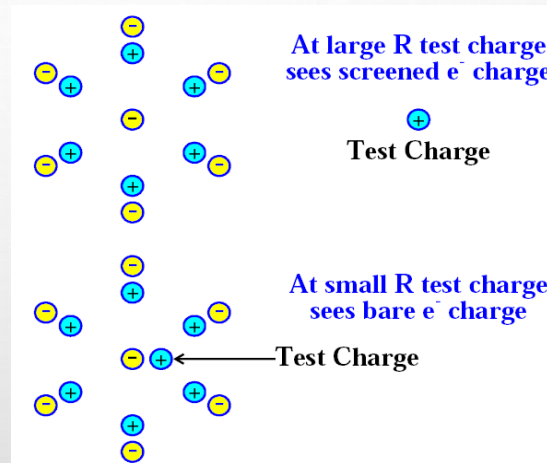 At large R test charge
sees screened e⁻ charge
Test Charge
At small R test charge
sees bare e⁻ charge
Test Charge